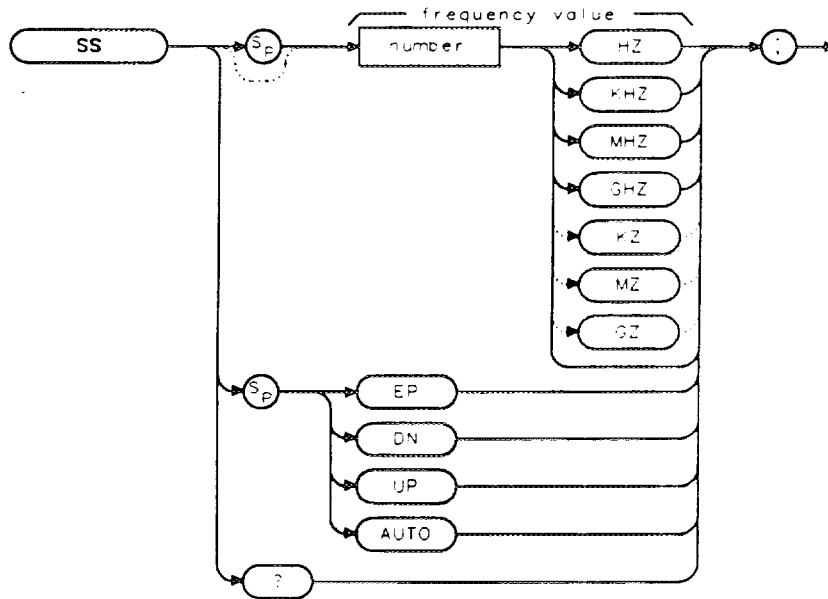 frequency value
SS
SP
number
HZ
;
KHZ
MHZ
GHZ
KZ
MZ
GZ
SP
EP
DN
UP
AUTO
?